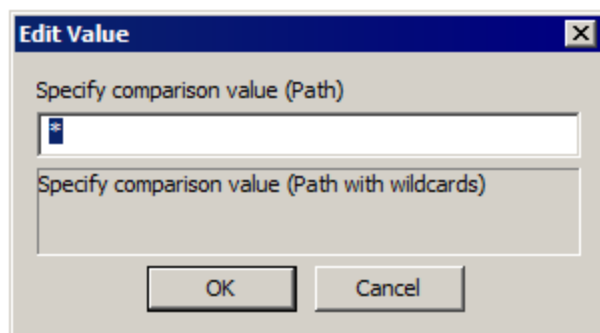 Edit Value
Specify comparison value (Path)
*
Specify comparison value (Path with wildcards)
OK Cancel